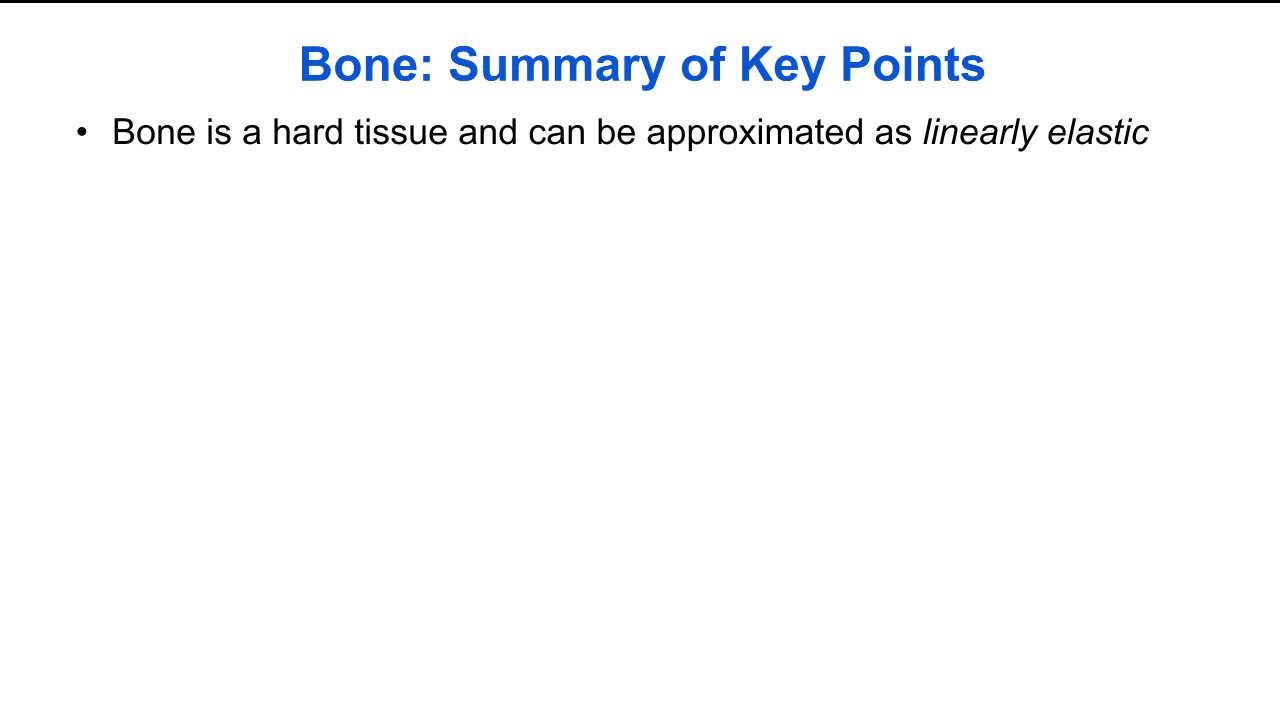 Bone: Summary of Key Points
• Bone is a hard tissue and can be approximated as linearly elastic